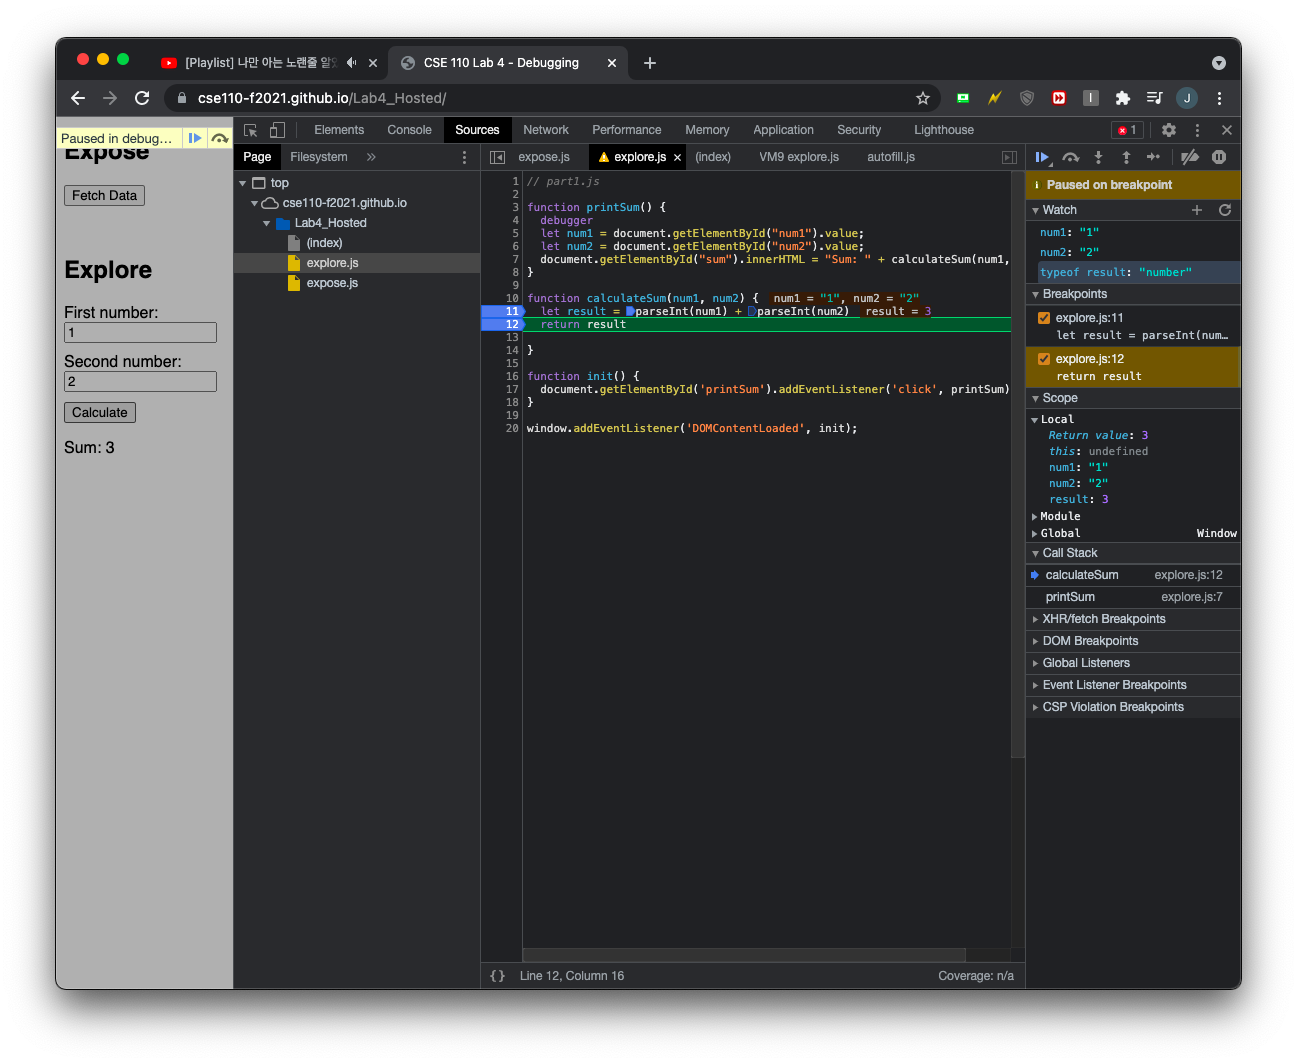 [Playlist] 나만 아는 노랜줄 알았
CSE 110 Lab 4 - Debugging
cse110-f2021.github.io/Lab4_Hosted/
J
Paused in debug…
Expose
Fetch Data
Explore
First number:
1
Second number:
2
Calculate
Sum: 3
Elements Console Sources Network Performance Memory Application Security Lighthouse 1
Page Filesystem »
top
cse110-f2021.github.io
Lab4_Hosted
(index)
explore.js
expose.js
expose.js explore.js (index) VM9 explore.js autofill.js
1 // part1.js
2
3 function printSum() {
4 debugger
5 let num1 = document.getElementById("num1").value;
6 let num2 = document.getElementById("num2").value;
7 document.getElementById("sum").innerHTML = "Sum: " + calculateSum(num1,
8 }
9
10 function calculateSum(num1, num2) { num1 = "1", num2 = "2"
11 let result = parseInt(num1) + parseInt(num2) result = 3
12 return result
13
14 }
15
16 function init() {
17 document.getElementById('printSum').addEventListener('click', printSum)
18 }
19
20 window.addEventListener('DOMContentLoaded', init);
{} Line 12, Column 16
Coverage: n/a
Paused on breakpoint
Watch
num1: "1"
num2: "2"
typeof result: "number"
Breakpoints
explore.js:11
let result = parseInt(num…
explore.js:12
return result
Scope
Local
Return value: 3
this: undefined
num1: "1"
num2: "2"
result: 3
Module
Global Window
Call Stack
calculateSum explore.js:12
printSum explore.js:7
XHR/fetch Breakpoints
DOM Breakpoints
Global Listeners
Event Listener Breakpoints
CSP Violation Breakpoints